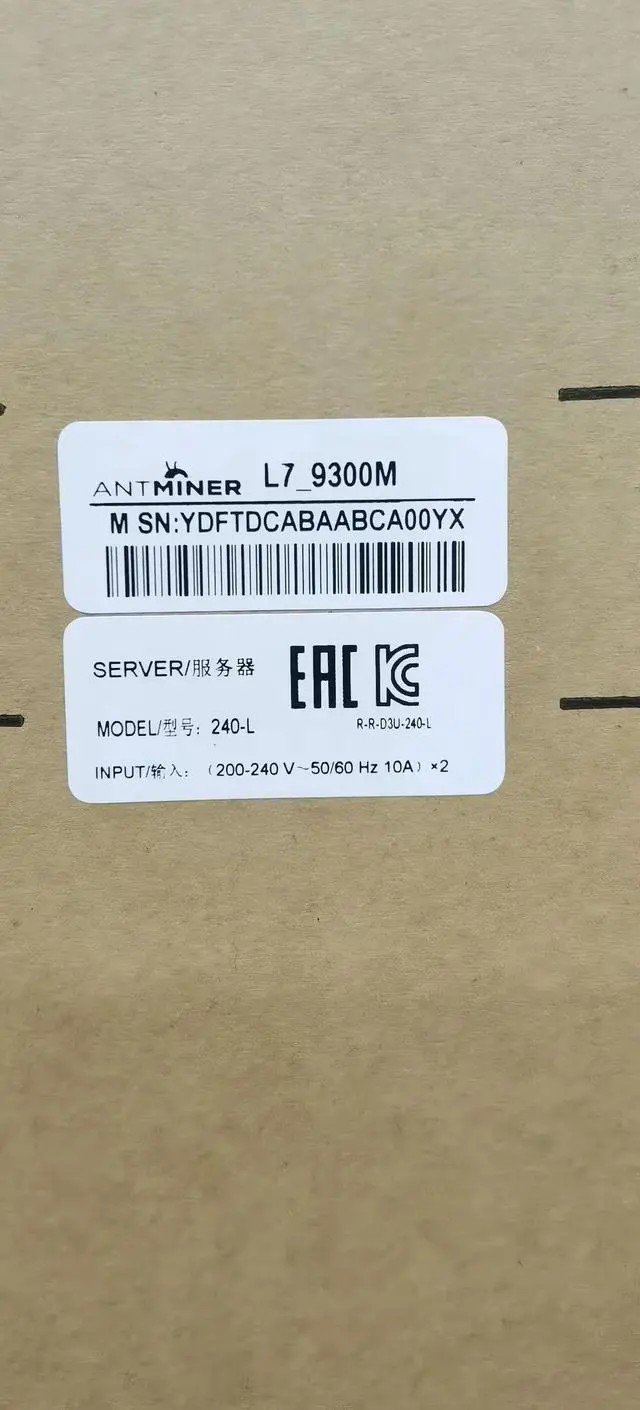 ANTMINER L7_9300M
M SN:YDFTDCABAABCA00YX
SERVER/服务器 EAC KC
MODEL/型号: 240-L R-R-D3U-240-L
INPUT/输入: (200-240 V~50/60 Hz 10A) ×2